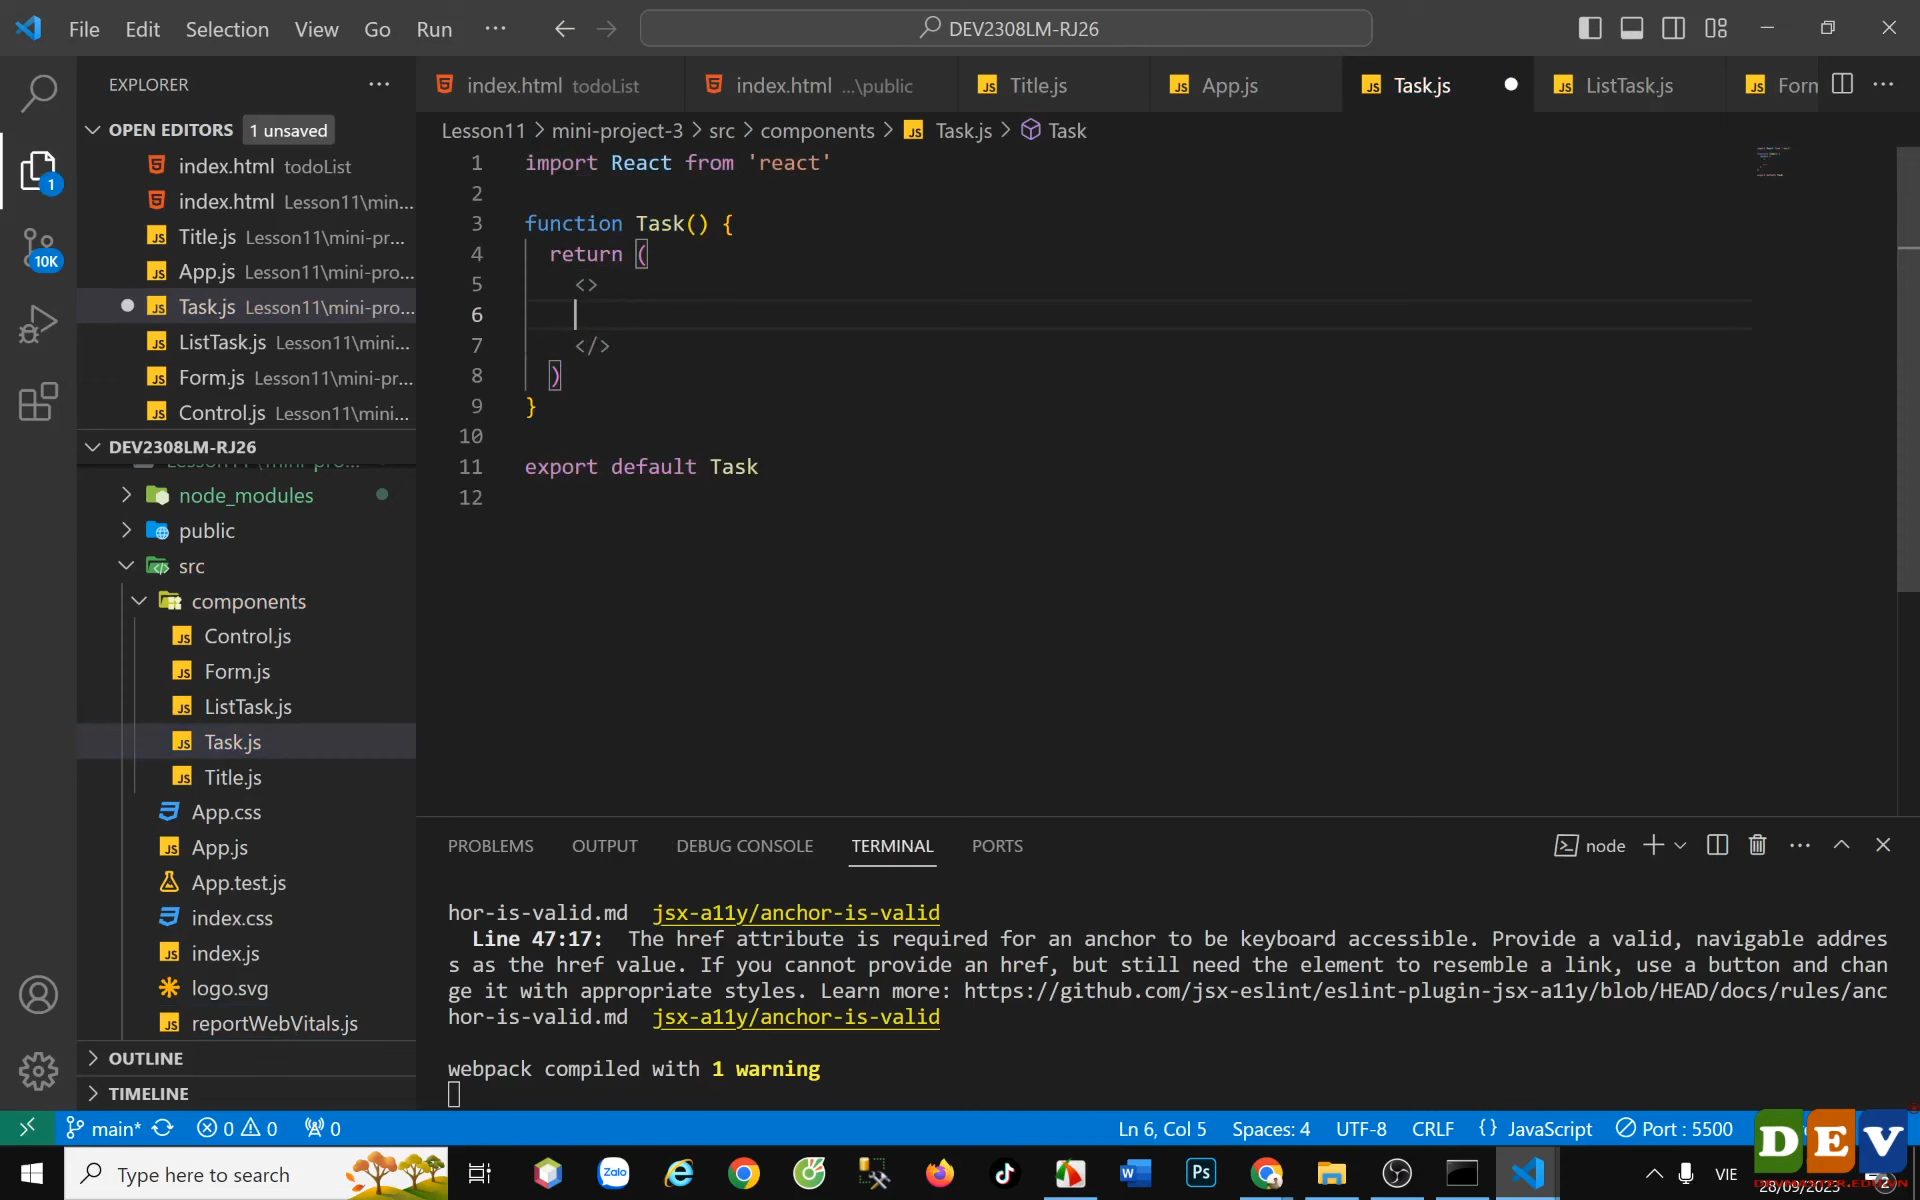 File Edit Selection View Go Run ··· DEV2308LM-RJ26
EXPLORER ···
OPEN EDITORS 1 unsaved
index.html todoList
index.html Lesson11\min...
Title.js Lesson11\mini-pr...
App.js Lesson11\mini-pro...
Task.js Lesson11\mini-pro...
ListTask.js Lesson11\mini...
Form.js Lesson11\mini-pr...
Control.js Lesson11\mini...
DEV2308LM-RJ26
node_modules
public
src
components
Control.js
Form.js
ListTask.js
Task.js
Title.js
App.css
App.js
App.test.js
index.css
index.js
logo.svg
reportWebVitals.js
OUTLINE
TIMELINE
1
10K
index.html todoList index.html ...\public Title.js App.js Task.js ListTask.js Form ···
Lesson11 > mini-project-3 > src > components > Task.js > Task
1 import React from 'react'
2
3 function Task() {
4 return (
5 <>
6
7 </>
8 )
9 }
10
11 export default Task
12
PROBLEMS OUTPUT DEBUG CONSOLE TERMINAL PORTS node ···
hor-is-valid.md jsx-a11y/anchor-is-valid
Line 47:17: The href attribute is required for an anchor to be keyboard accessible. Provide a valid, navigable addres
s as the href value. If you cannot provide an href, but still need the element to resemble a link, use a button and chan
ge it with appropriate styles. Learn more: https://github.com/jsx-eslint/eslint-plugin-jsx-a11y/blob/HEAD/docs/rules/anc
hor-is-valid.md jsx-a11y/anchor-is-valid
webpack compiled with 1 warning
main* 0 0 0 Ln 6, Col 5 Spaces: 4 UTF-8 CRLF {} JavaScript Port : 5500
DEV
Type here to search Zalo W Ps VIE 28/09/2023 2